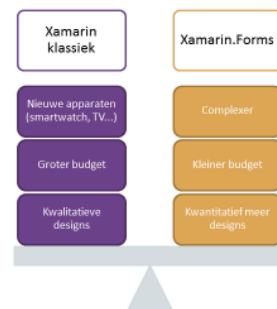 Xamarin
klassiek
Xamarin.Forms
Nieuwe apparaten
(smartwatch, TV...)
Complexer
Groter budget
Kleiner budget
Kwalitatieve
designs
Kwantitatief meer
designs